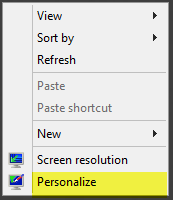 View
Sort by
Refresh
Paste
Paste shortcut
New
Screen resolution
Personalize